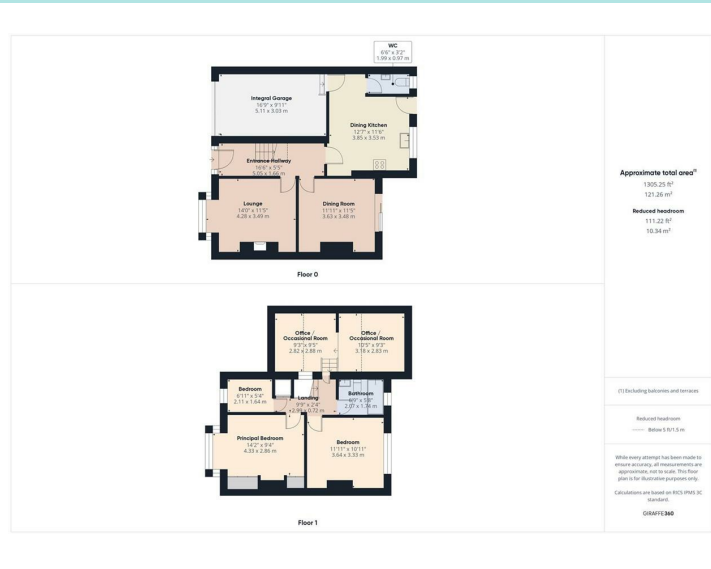 WC
6'6" x 3'2"
1.99 x 0.97 m
Integral Garage
16'9" x 9'11"
5.11 x 3.03 m
Dining Kitchen
12'7" x 11'6"
3.85 x 3.53 m
Entrance Hallway
16'6" x 5'5"
5.05 x 1.66 m
Lounge
14'0" x 11'5"
4.28 x 3.49 m
Dining Room
11'11" x 11'5"
3.63 x 3.48 m
Floor 0
Office /
Occasional Room
9'3" x 9'5"
2.82 x 2.88 m
Office /
Occasional Room
10'5" x 9'3"
3.18 x 2.83 m
Bedroom
6'11" x 5'4"
2.11 x 1.64 m
Landing
9'9" x 2'4"
2.99 x 0.72 m
Bathroom
6'9" x 5'8"
2.07 x 1.74 m
Principal Bedroom
14'2" x 9'4"
4.33 x 2.86 m
Bedroom
11'11" x 10'11"
3.64 x 3.33 m
Floor 1
Approximate total area(1)
1305.25 ft²
121.26 m²
Reduced headroom
111.22 ft²
10.34 m²
(1) Excluding balconies and terraces
Reduced headroom
Below 5 ft/1.5 m
While every attempt has been made to
ensure accuracy, all measurements are
approximate, not to scale. This floor
plan is for illustrative purposes only.
Calculations are based on RICS IPMS 3C
standard.
GIRAFFE360